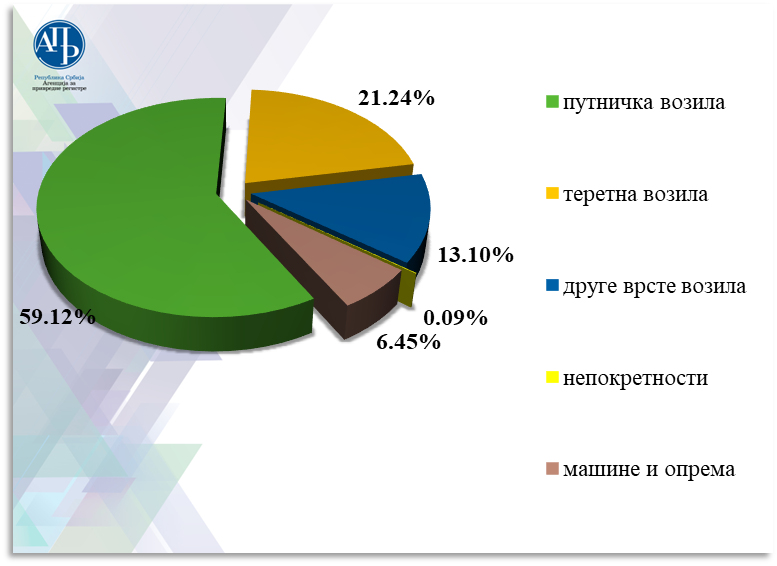 АПР
Република Србија
Агенција за
привредне регистре
21.24%
13.10%
0.09%
6.45%
59.12%
путничка возила
теретна возила
друге врсте возила
непокретности
машине и опрема